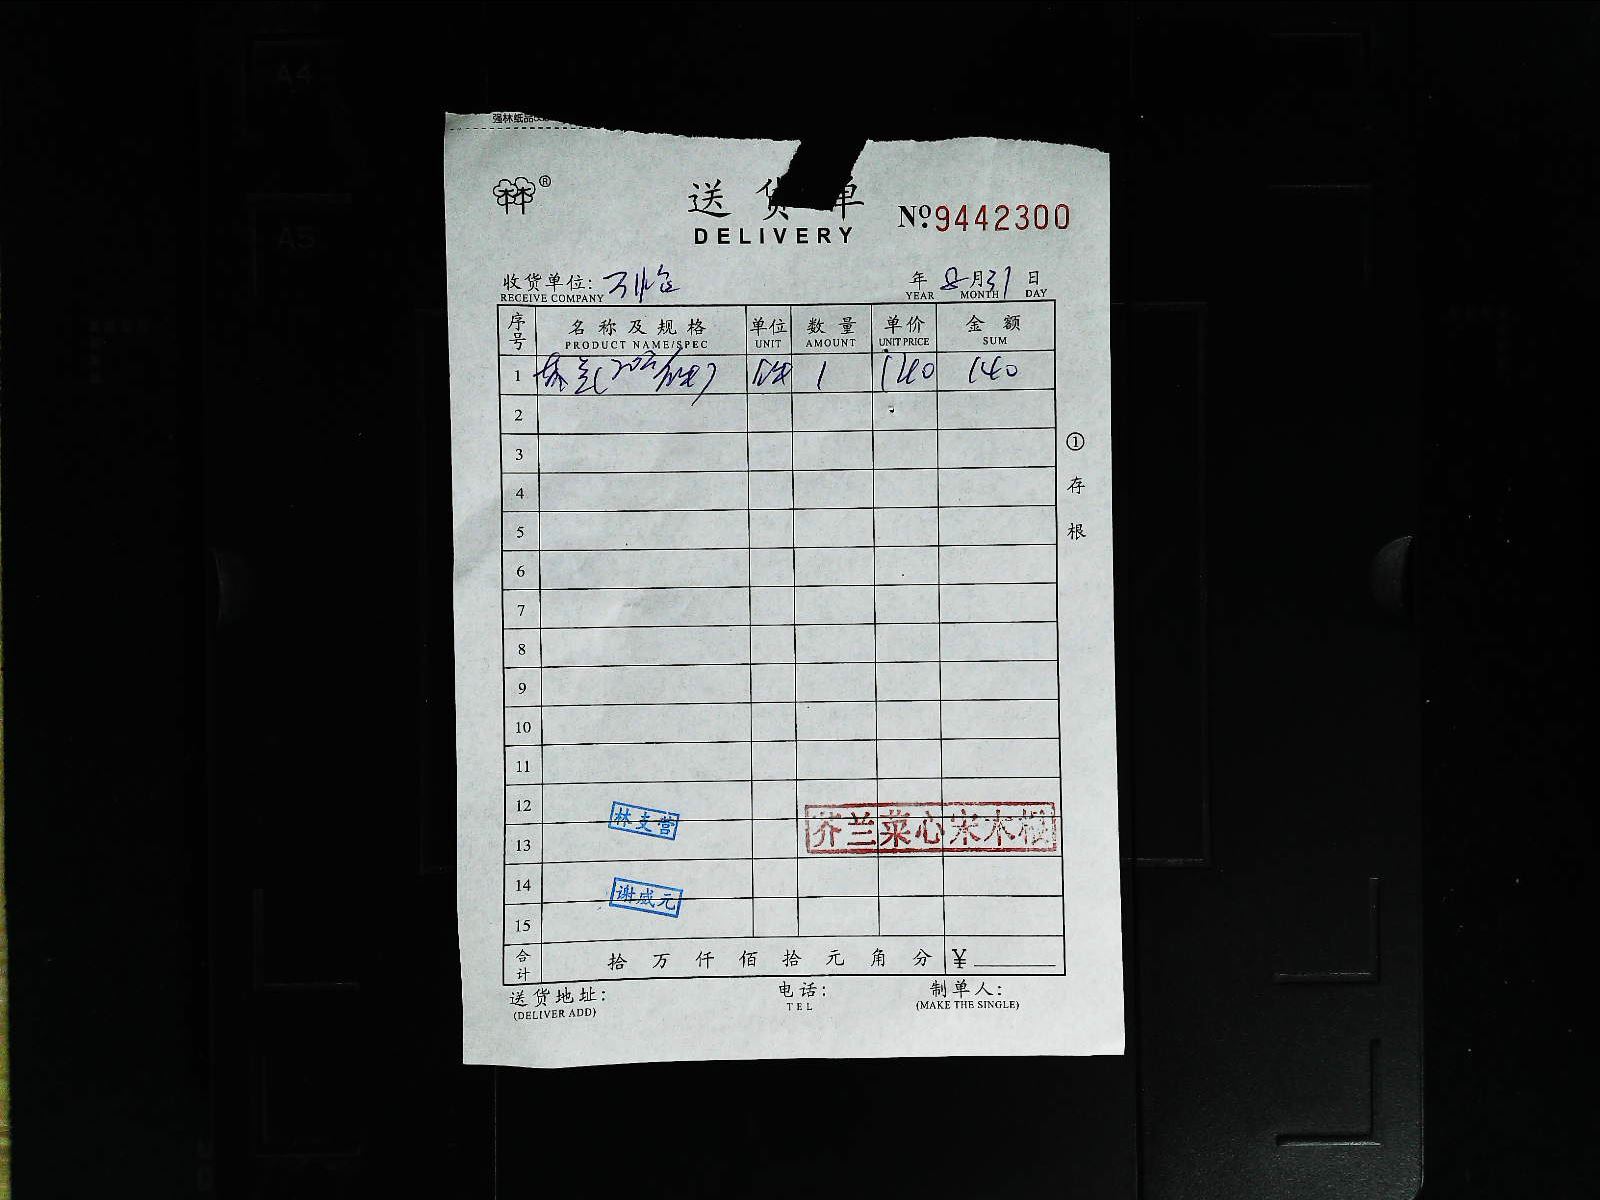 A4
A5
强林纸品
®
送 货 单
DELIVERY
№9442300
收货单位:
RECEIVE COMPANY
年 8月31日
YEAR MONTH DAY
序号 名称及规格 单位 数量 单价 金额
PRODUCT NAME/SPEC UNIT AMOUNT UNIT PRICE SUM
1 1 140 140
2
3
4
5
6
7
8
9
10
11
12
13
14
15
林支营
芥兰菜心宋木根
谢威元
合计 拾 万 仟 佰 拾 元 角 分 ¥
送货地址:
(DELIVER ADD)
电话:
TEL
制单人:
(MAKE THE SINGLE)
① 存根